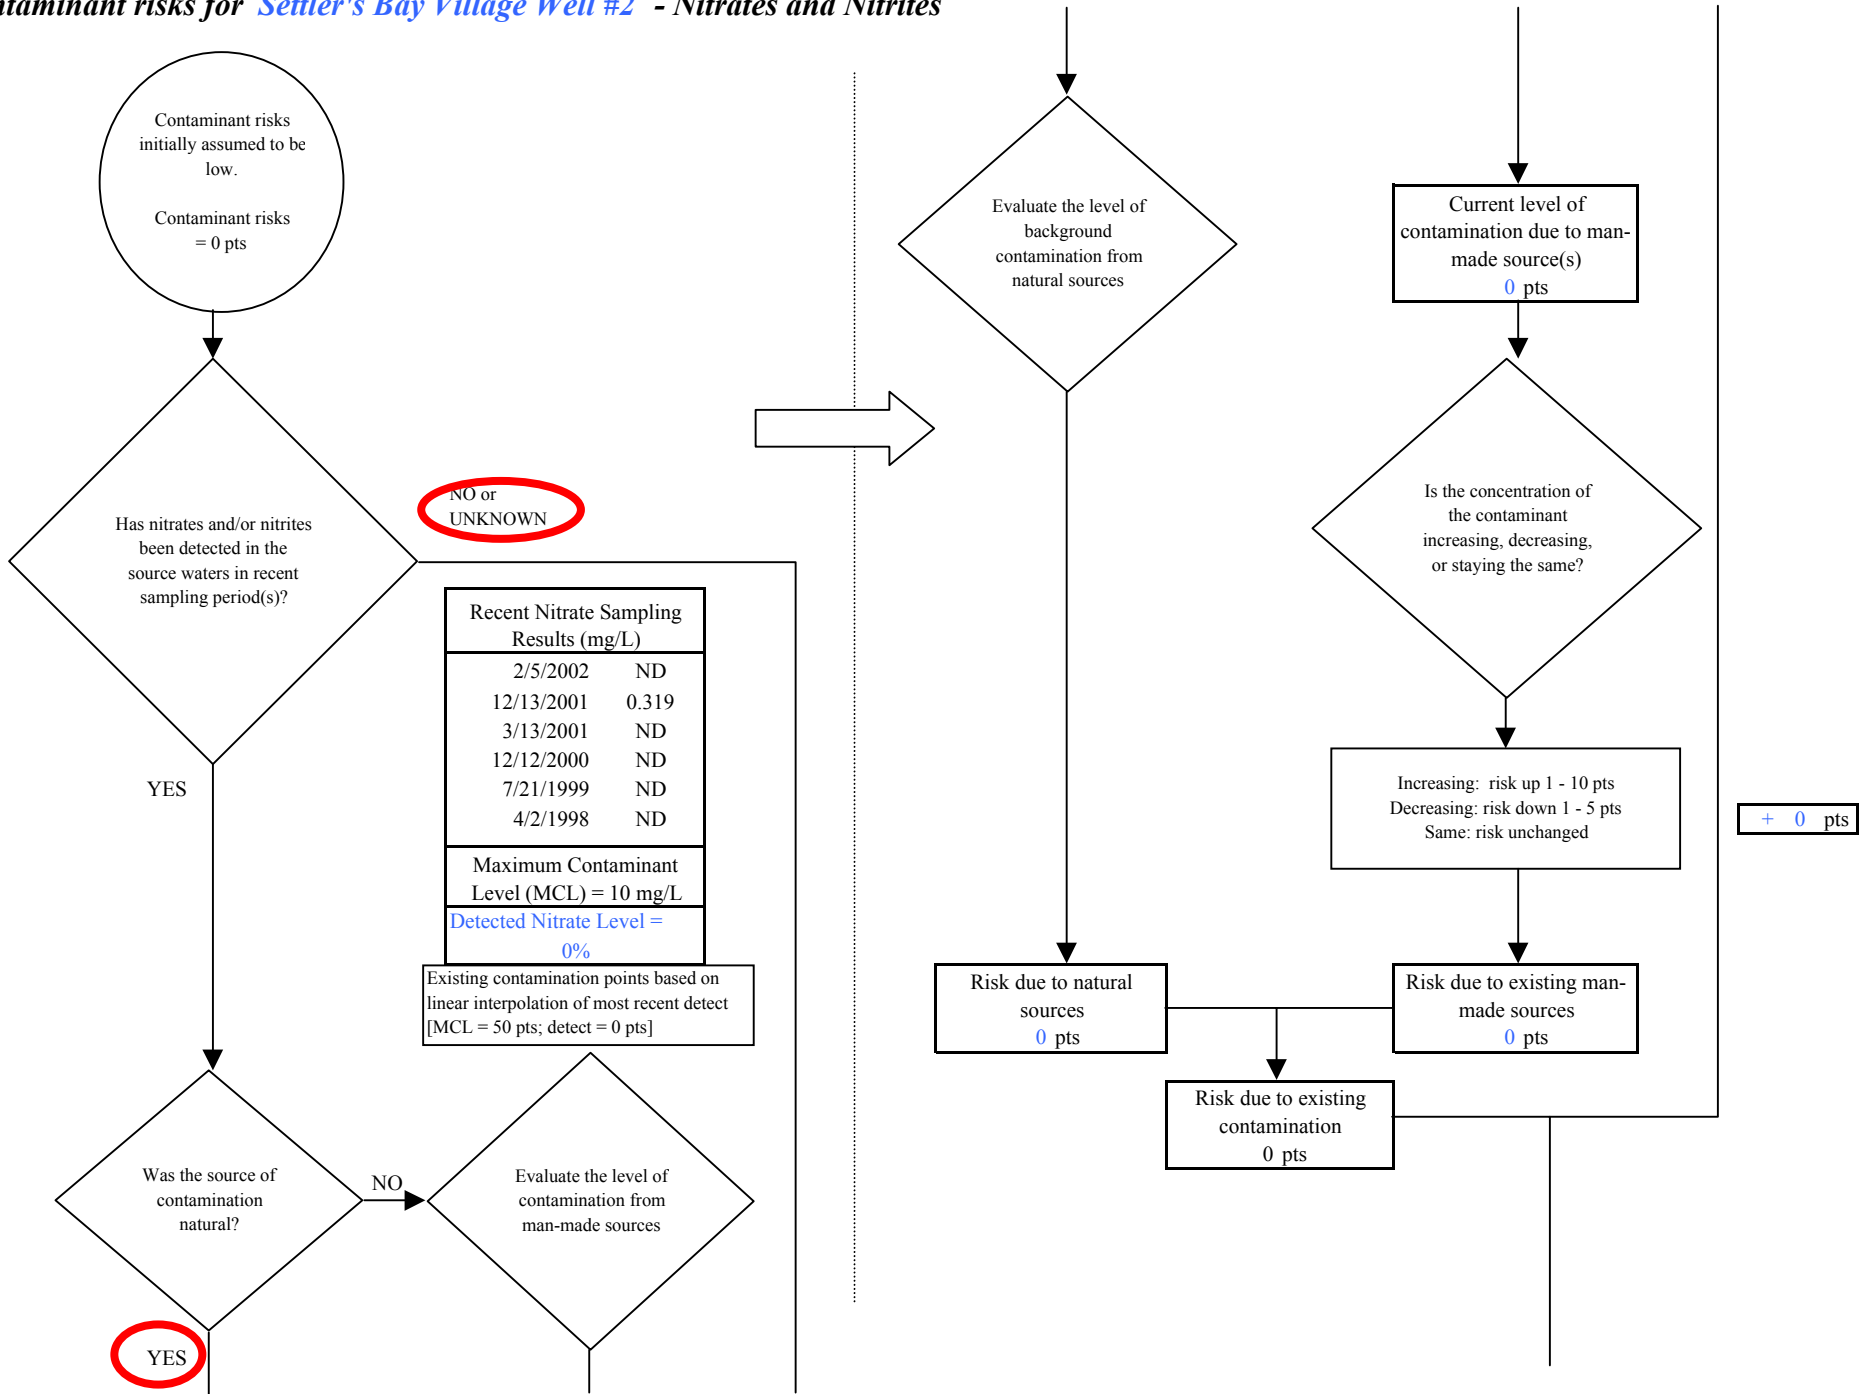 ntaminant risks for Settler's Bay Village Well #2 - Nitrates and Nitrites
Contaminant risks
initially assumed to be
low.
Contaminant risks
= 0 pts
Has nitrates and/or nitrites
been detected in the
source waters in recent
sampling period(s)?
NO or
UNKNOWN
YES
Recent Nitrate Sampling
Results (mg/L)
2/5/2002 ND
12/13/2001 0.319
3/13/2001 ND
12/12/2000 ND
7/21/1999 ND
4/2/1998 ND
Maximum Contaminant
Level (MCL) = 10 mg/L
Detected Nitrate Level =
0%
Existing contamination points based on
linear interpolation of most recent detect
[MCL = 50 pts; detect = 0 pts]
Was the source of
contamination
natural?
NO
Evaluate the level of
contamination from
man-made sources
YES
Evaluate the level of
background
contamination from
natural sources
Current level of
contamination due to man-
made source(s)
0 pts
Is the concentration of
the contaminant
increasing, decreasing,
or staying the same?
Increasing: risk up 1 - 10 pts
Decreasing: risk down 1 - 5 pts
Same: risk unchanged
+ 0 pts
Risk due to natural
sources
0 pts
Risk due to existing man-
made sources
0 pts
Risk due to existing
contamination
0 pts